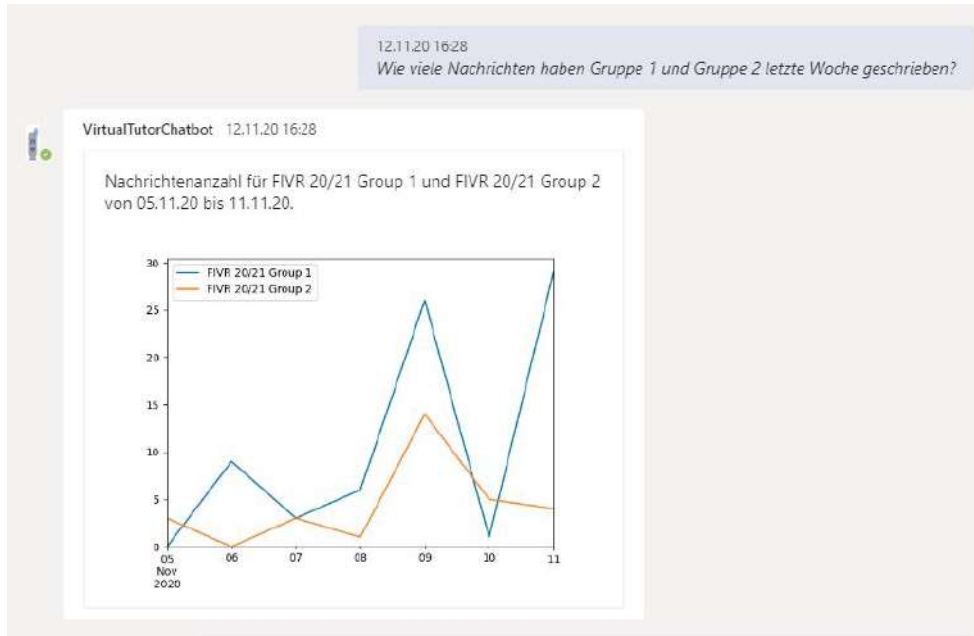 12.11.20 16:28
Wie viele Nachrichten haben Gruppe 1 und Gruppe 2 letzte Woche geschrieben?
VirtualTutorChatbot 12.11.20 16:28
Nachrichtenanzahl für FIVR 20/21 Group 1 und FIVR 20/21 Group 2
von 05.11.20 bis 11.11.20.
FIVR 20/21 Group 1
FIVR 20/21 Group 2
30
25
20
15
10
5
0
05 06 07 08 09 10 11
Nov
2020